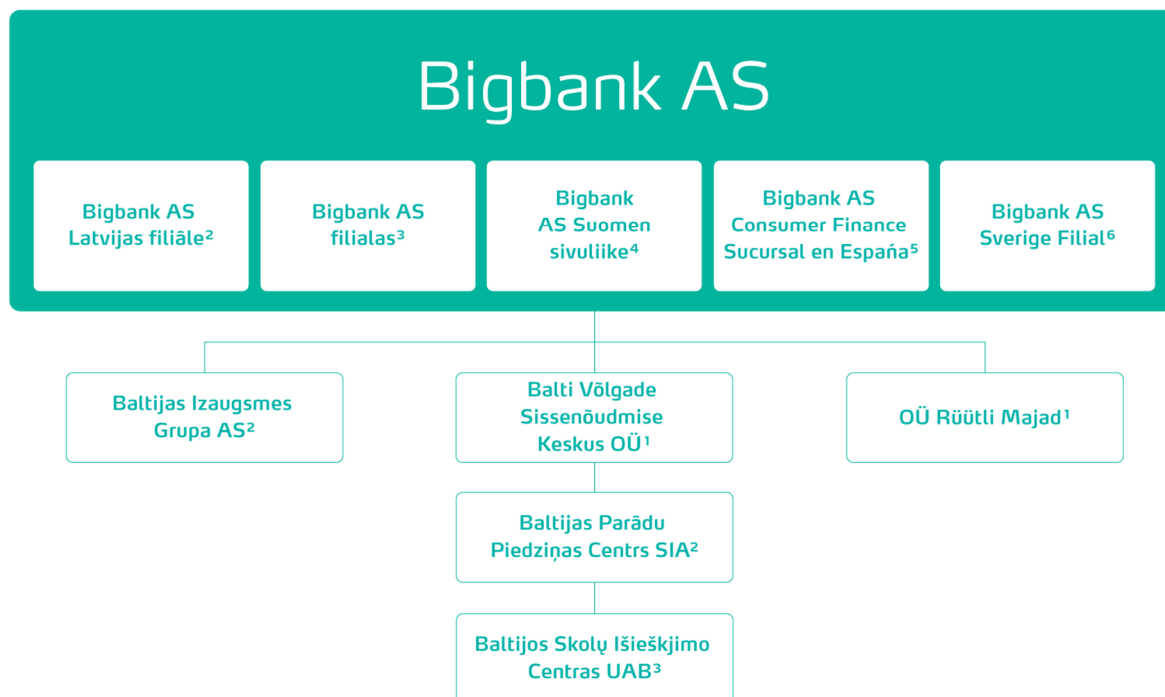 Bigbank AS
Bigbank AS
Latvijas filiāle²
Bigbank AS
filialas³
Bigbank
AS Suomen
sivuliike⁴
Bigbank AS
Consumer Finance
Sucursal en Espańa⁵
Bigbank AS
Sverige Filial⁶
Baltijas Izaugsmes
Grupa AS²
Balti Võlgade
Sissenõudmise
Keskus OÜ¹
OÜ Rüütli Majad¹
Baltijas Parādu
Piedziņas Centrs SIA²
Baltijos Skolų Išieškjimo
Centras UAB³